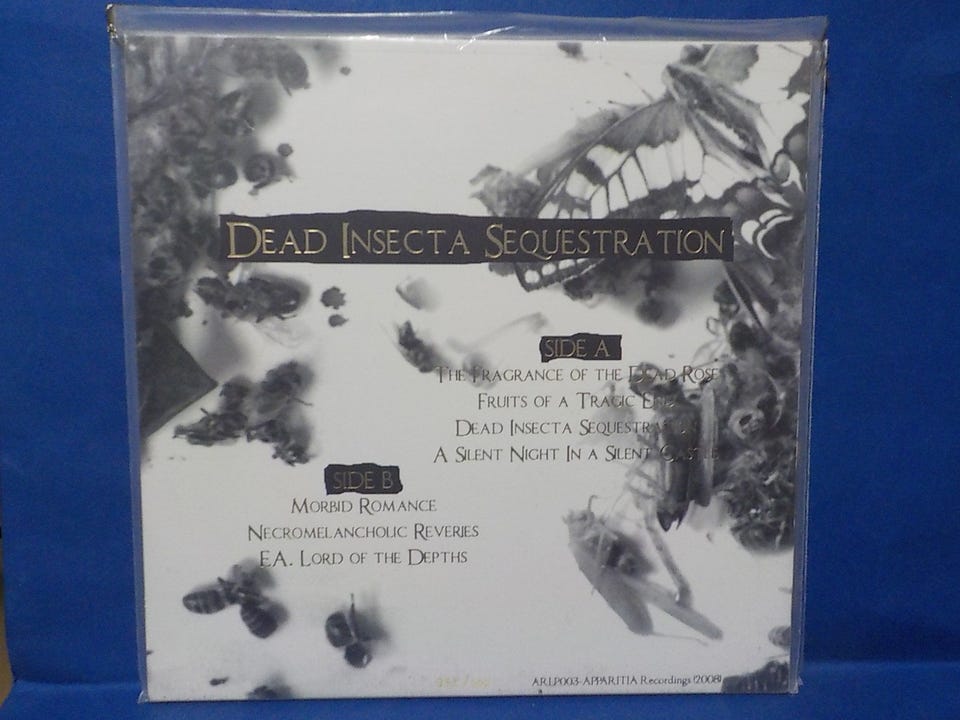 DEAD INSECTA SEQUESTRATION
SIDE A
THE FRAGRANCE OF THE DEAD ROSE
FRUITS OF A TRAGIC END
DEAD INSECTA SEQUESTRATION
A SILENT NIGHT IN A SILENT CASTLE
SIDE B
MORBID ROMANCE
NECROMELANCHOLIC REVERIES
EA. LORD OF THE DEPTHS
ARLP003-APPARITIA Recordings (2008)